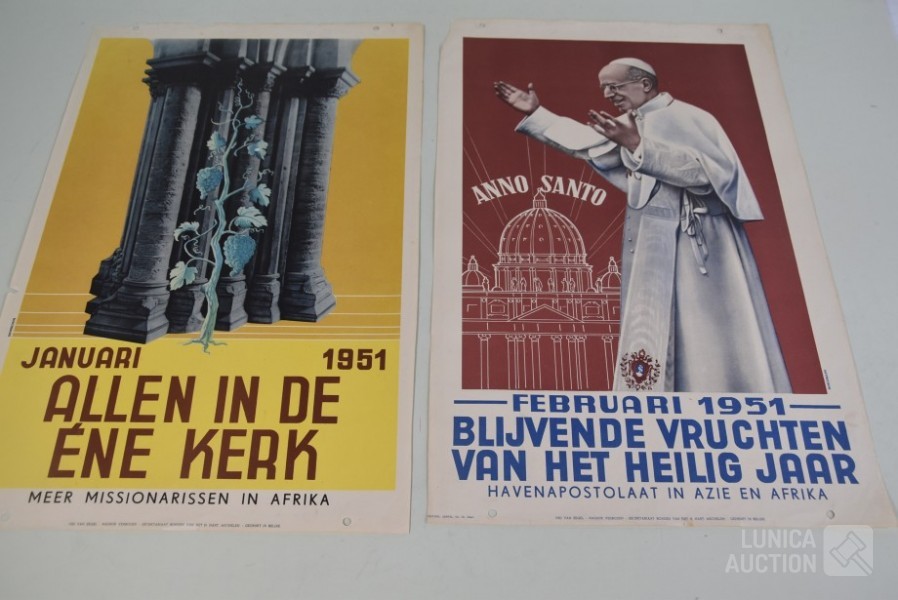 JANUARI 1951
ALLEN IN DE
ÉNE KERK
MEER MISSIONARISSEN IN AFRIKA
ANNO SANTO
FEBRUARI 1951
BLIJVENDE VRUCHTEN
VAN HET HEILIG JAAR
HAVENAPOSTOLAAT IN AZIE EN AFRIKA
LUNICA
AUCTION